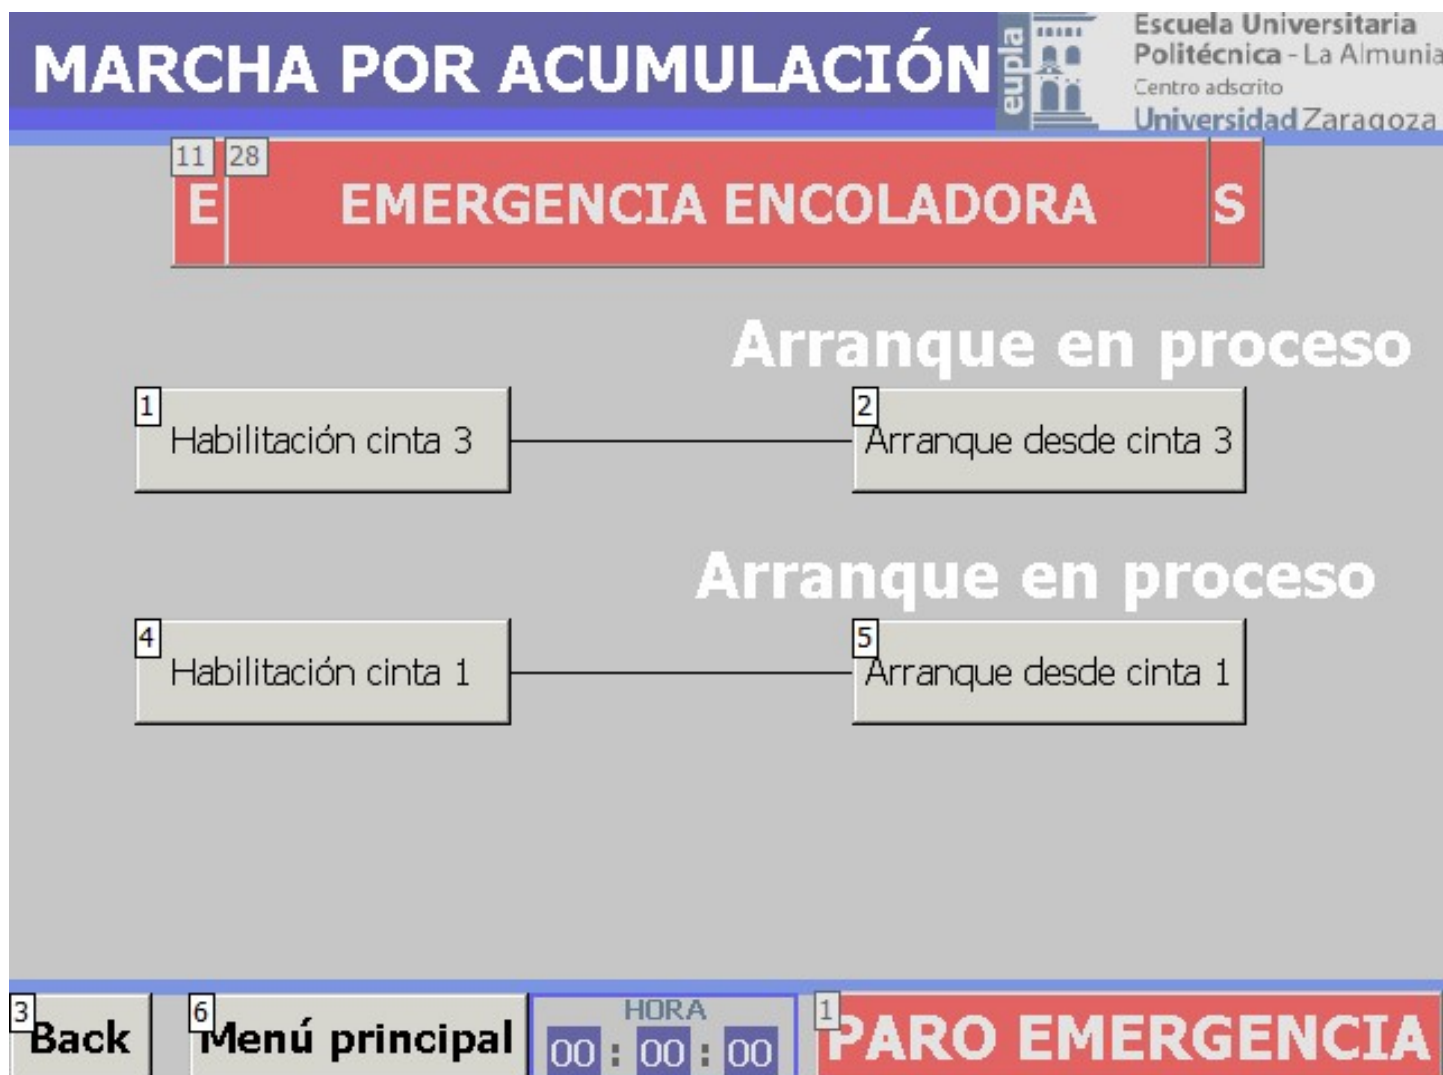 MARCHA POR ACUMULACIÓN
eupla
Escuela Universitaria
Politécnica - La Almunia
Centro adscrito
Universidad Zaragoza
11 28
E EMERGENCIA ENCOLADORA S
Arranque en proceso
1 Habilitación cinta 3
2 Arranque desde cinta 3
Arranque en proceso
4 Habilitación cinta 1
5 Arranque desde cinta 1
3 Back
6 Menú principal
HORA
00 : 00 : 00
1 PARO EMERGENCIA